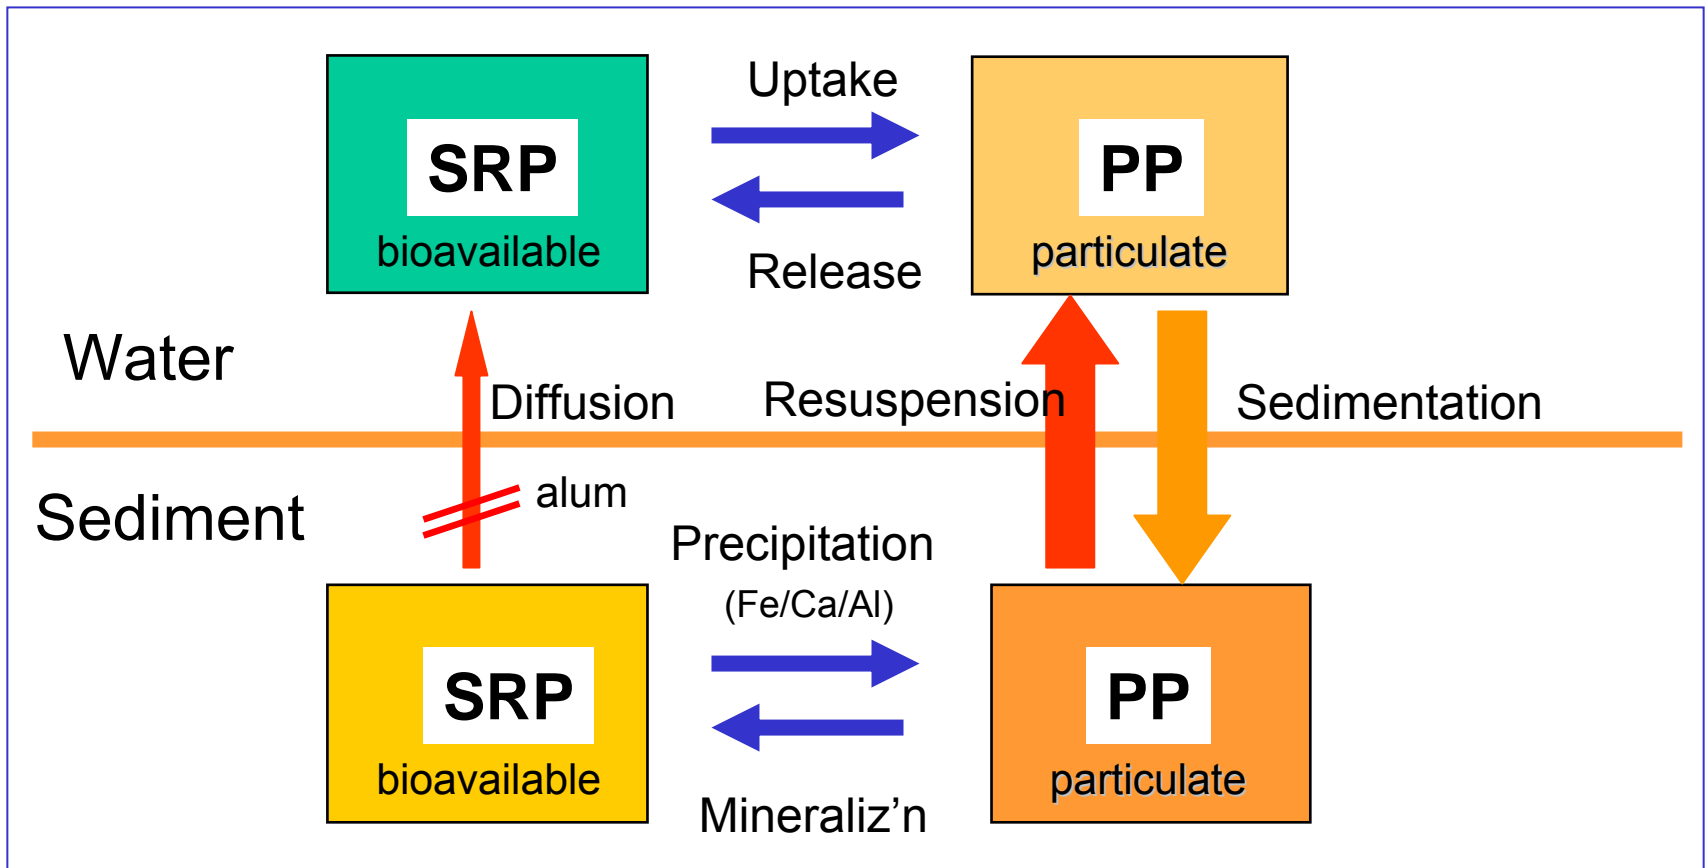 Uptake
SRP
bioavailable
PP
particulate
Release
Water
Diffusion
Resuspension
Sedimentation
Sediment
alum
Precipitation
(Fe/Ca/Al)
SRP
bioavailable
PP
particulate
Mineraliz’n